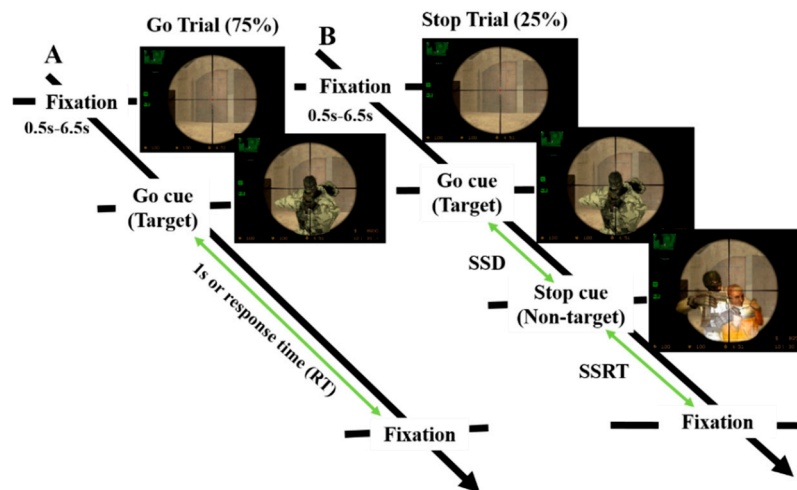 A
Go Trial (75%)
Fixation
0.5s-6.5s
Go cue
(Target)
1s or response time (RT)
Fixation
B
Stop Trial (25%)
Fixation
0.5s-6.5s
Go cue
(Target)
SSD
Stop cue
(Non-target)
SSRT
Fixation